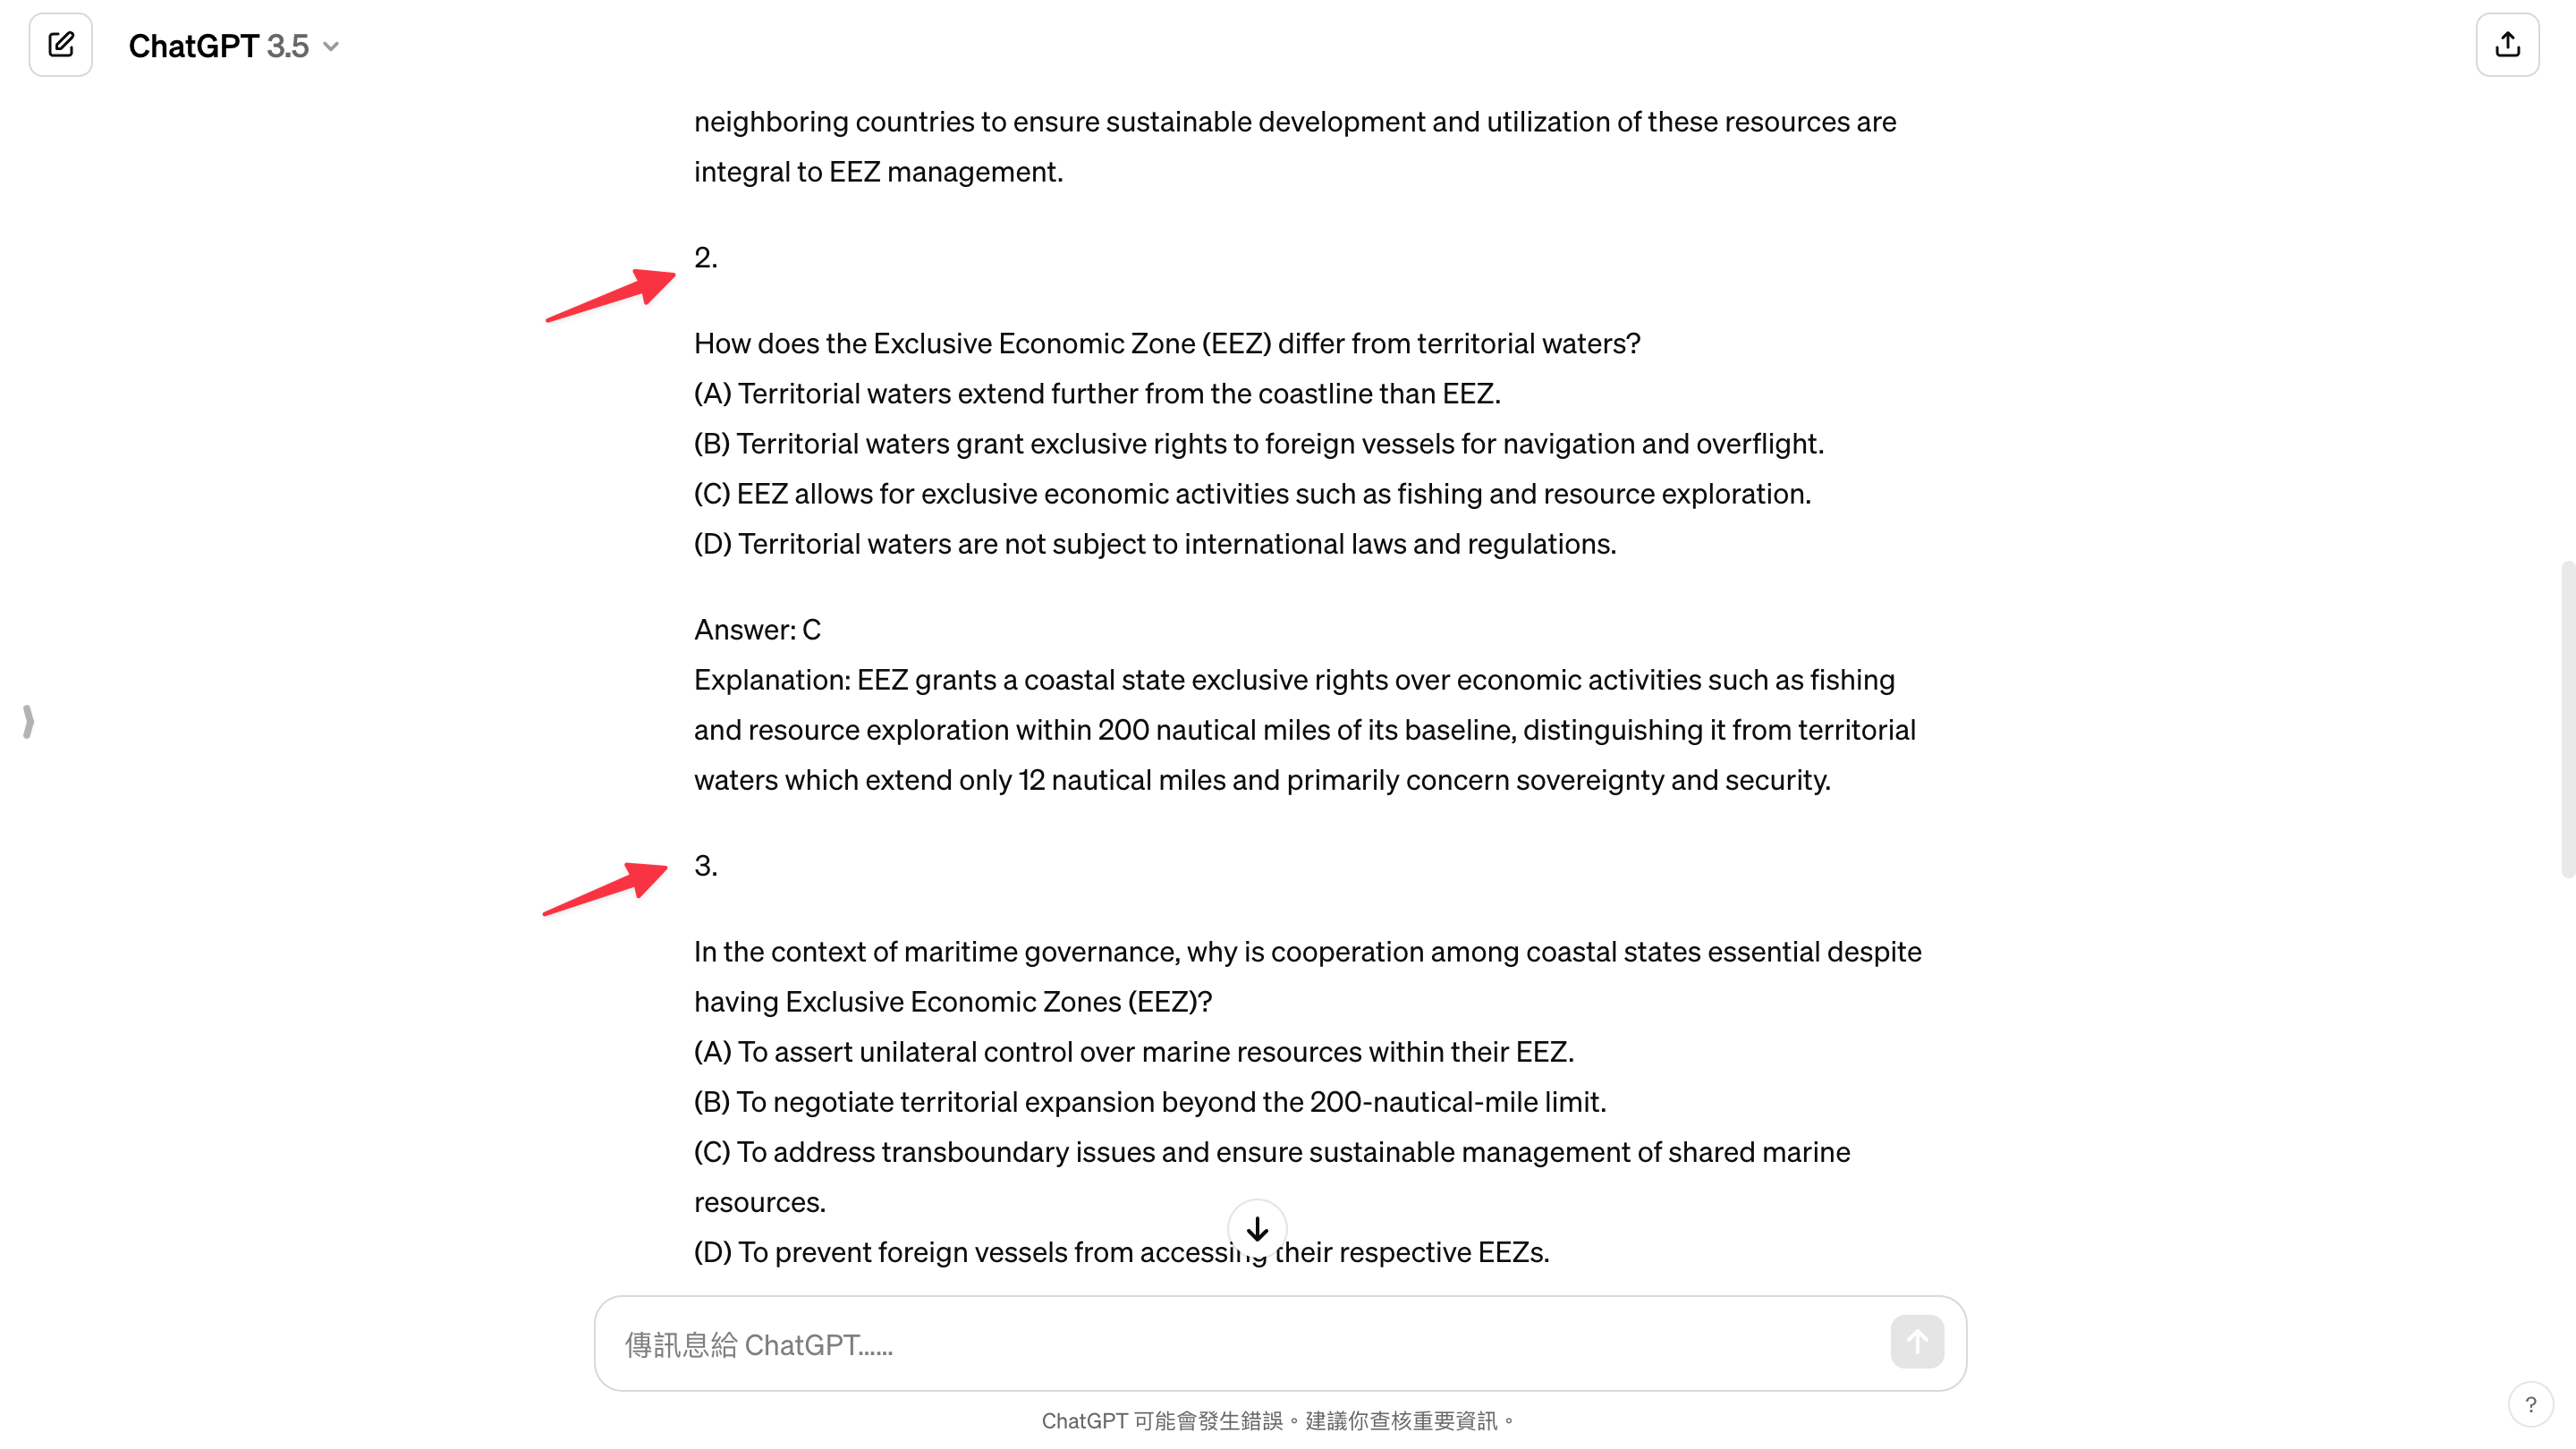 ChatGPT 3.5
neighboring countries to ensure sustainable development and utilization of these resources are
integral to EEZ management.
2.
How does the Exclusive Economic Zone (EEZ) differ from territorial waters?
(A) Territorial waters extend further from the coastline than EEZ.
(B) Territorial waters grant exclusive rights to foreign vessels for navigation and overflight.
(C) EEZ allows for exclusive economic activities such as fishing and resource exploration.
(D) Territorial waters are not subject to international laws and regulations.
Answer: C
Explanation: EEZ grants a coastal state exclusive rights over economic activities such as fishing
and resource exploration within 200 nautical miles of its baseline, distinguishing it from territorial
waters which extend only 12 nautical miles and primarily concern sovereignty and security.
3.
In the context of maritime governance, why is cooperation among coastal states essential despite
having Exclusive Economic Zones (EEZ)?
(A) To assert unilateral control over marine resources within their EEZ.
(B) To negotiate territorial expansion beyond the 200-nautical-mile limit.
(C) To address transboundary issues and ensure sustainable management of shared marine
resources.
(D) To prevent foreign vessels from accessing their respective EEZs.
傳訊息給 ChatGPT......
ChatGPT 可能會發生錯誤。建議你查核重要資訊。
?